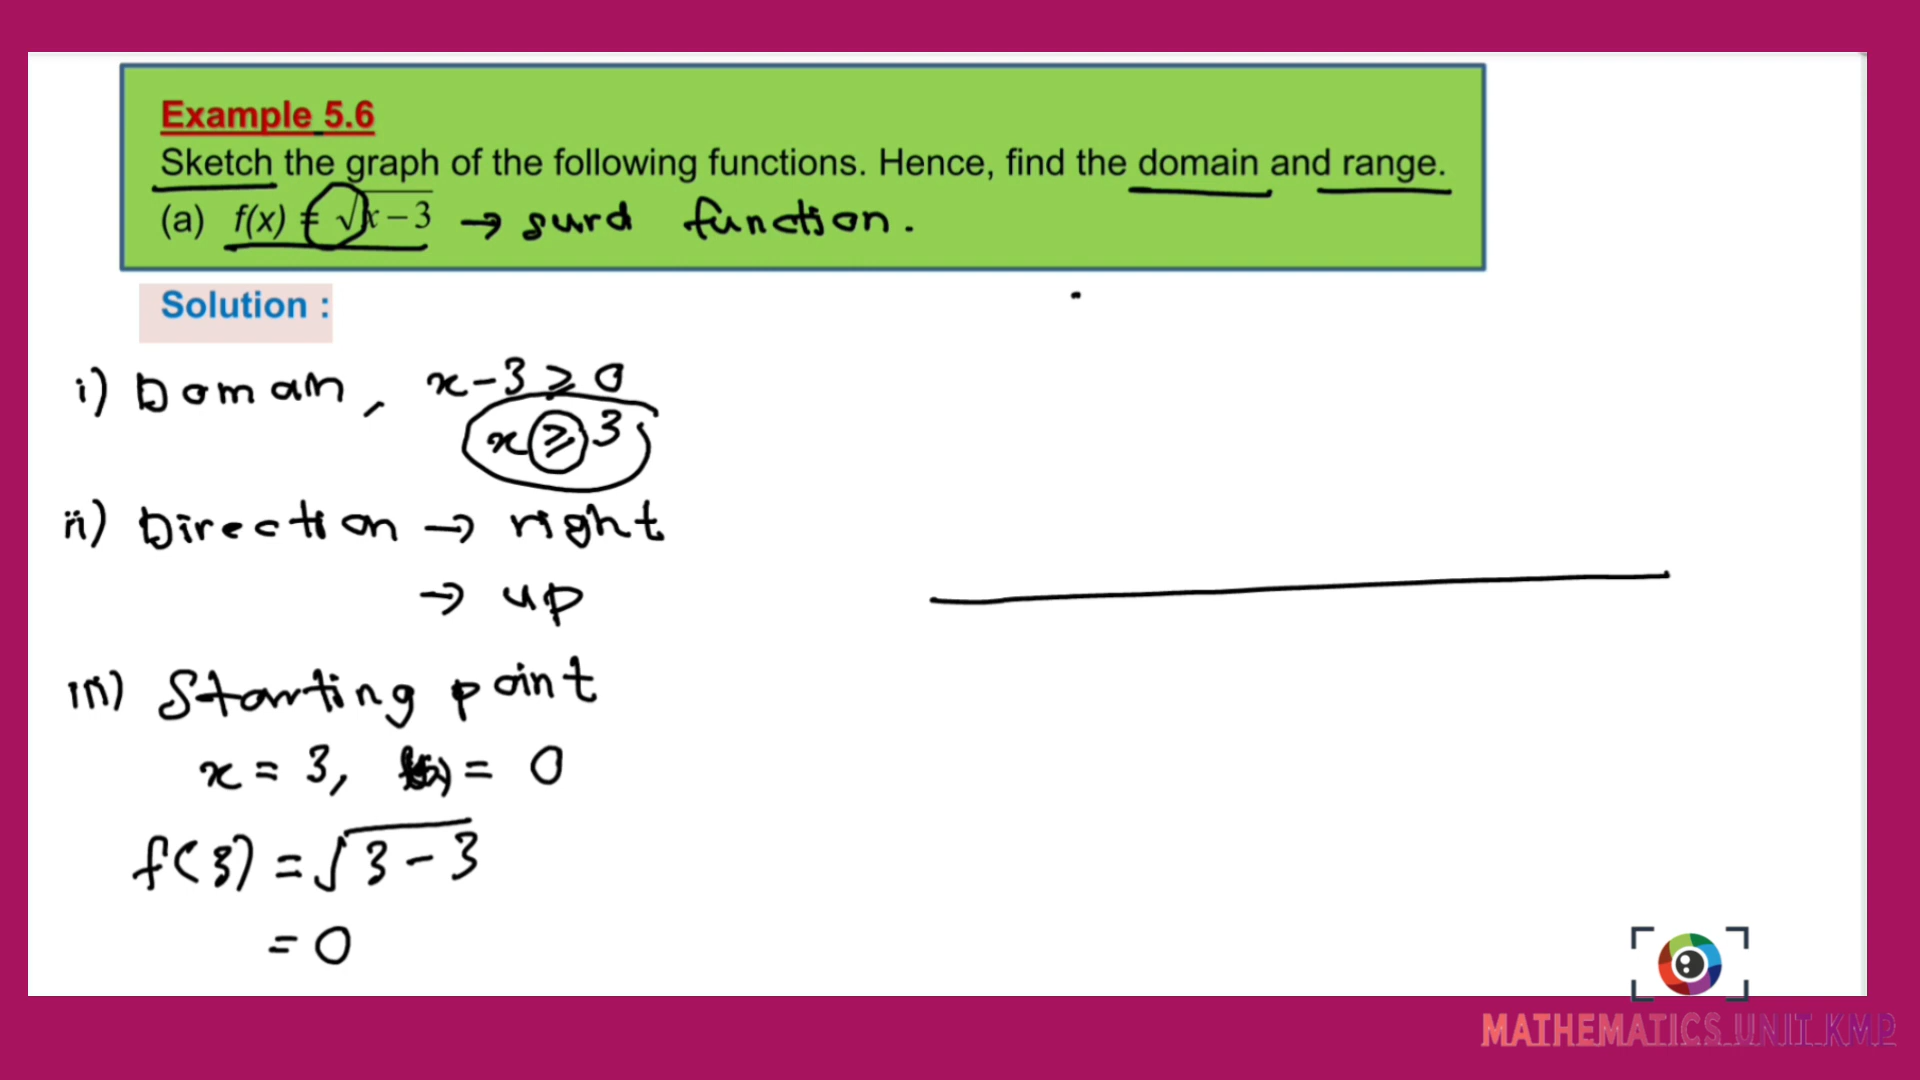 Example 5.6
Sketch the graph of the following functions. Hence, find the domain and range.
(a) f(x) = √x − 3 → surd function.
Solution :
i) Domain, x − 3 ≥ 0
x ≥ 3
ii) Direction → right
→ up
iii) Starting point
x = 3, f(x) = 0
f(3) = √3 − 3
= 0
MATHEMATICS UNIT KMP